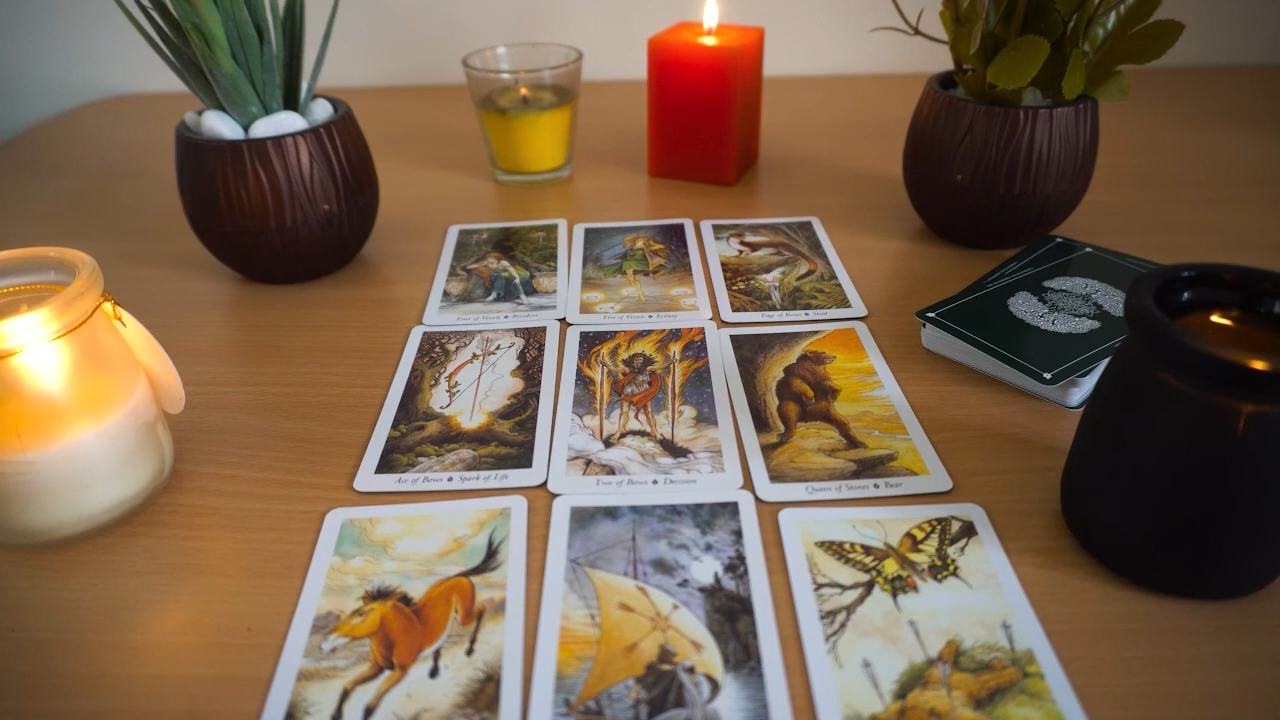 Four of Vessels Boredom
Five of Vessels Ecstasy
Page of Bows Stoat
Ace of Bows Spark of Life
Two of Bows Decision
Queen of Stones Bear